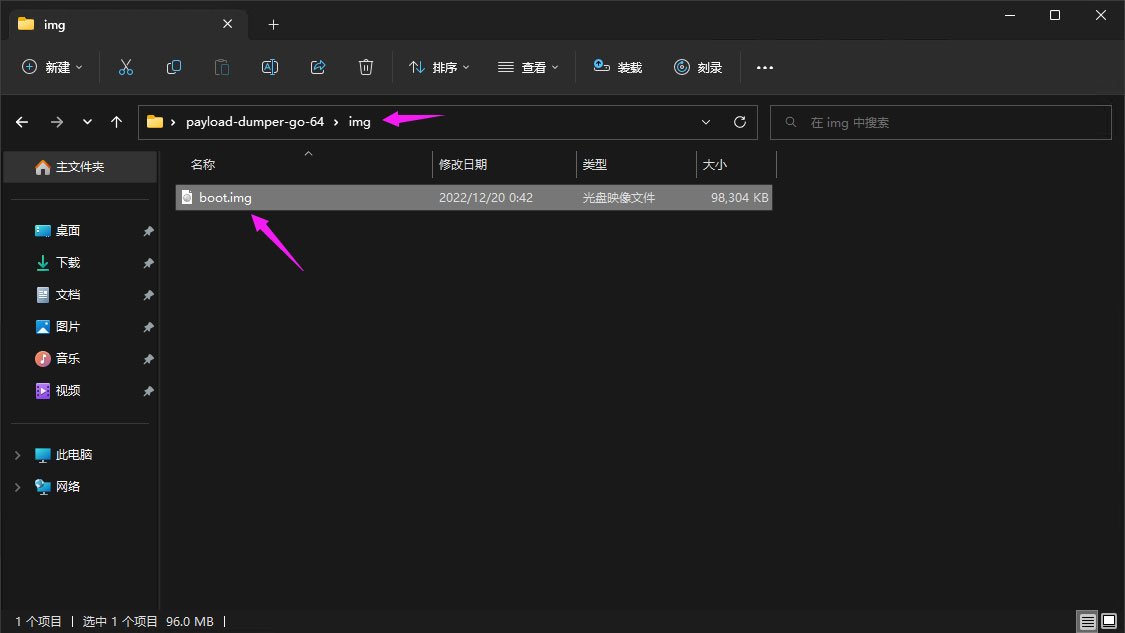 img
新建
排序
查看
装载
刻录
payload-dumper-go-64 › img
在 img 中搜索
主文件夹
桌面
下载
文档
图片
音乐
视频
此电脑
网络
名称 修改日期 类型 大小
boot.img 2022/12/20 0:42 光盘映像文件 98,304 KB
1 个项目 | 选中 1 个项目 96.0 MB |